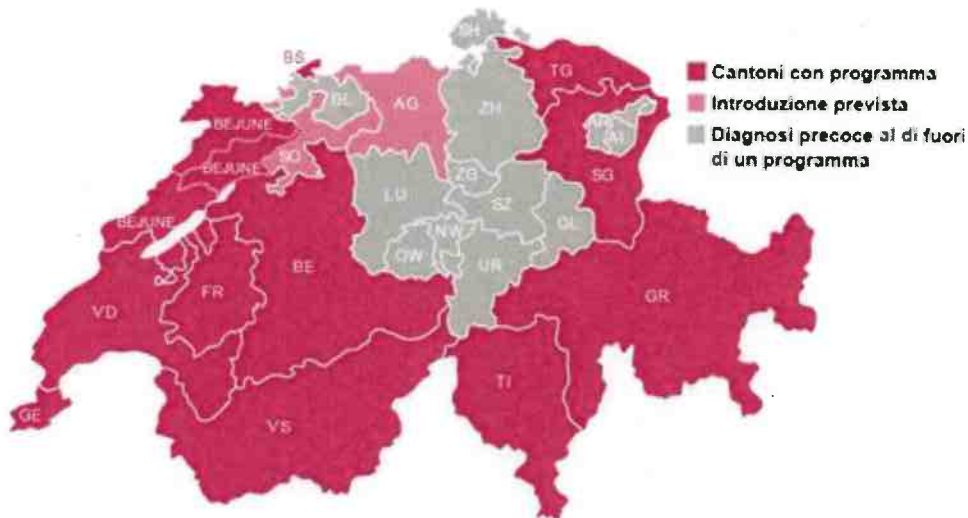 SH
BS
TG
Cantoni con programma
BL
AG
ZH
Introduzione prevista
BEJUNE
Diagnosi precoce al di fuori
di un programma
AI
SO
BEJUNE
ZG
SG
LU
SZ
BEJUNE
NW
GL
OW
UR
BE
FR
GR
VD
TI
GE
VS